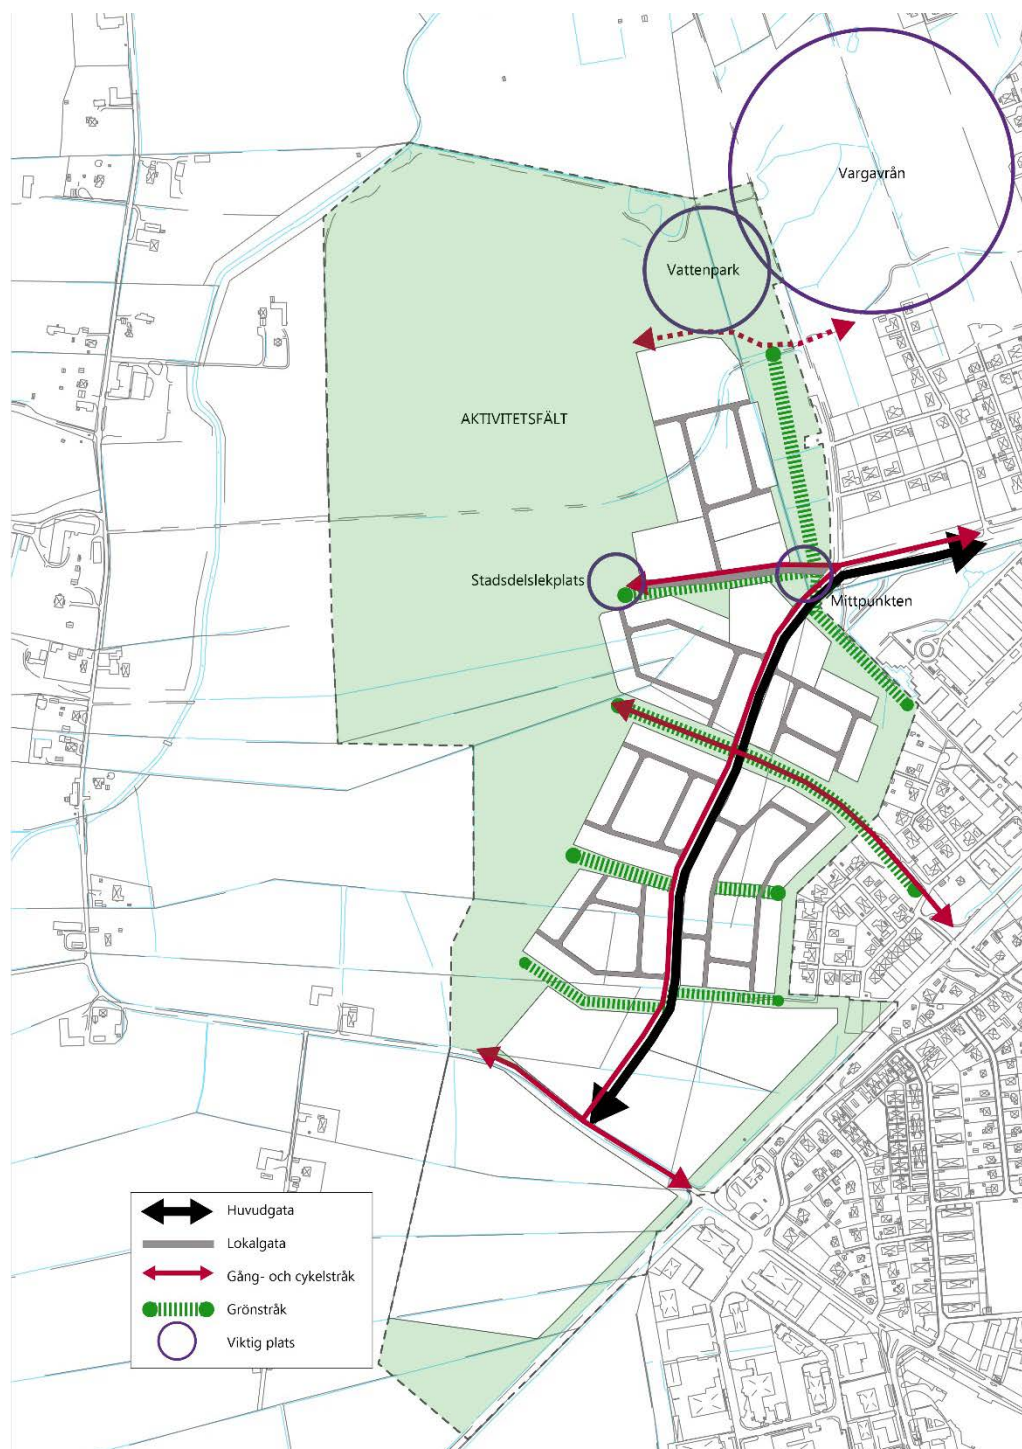 Vargavrån
Vattenpark
AKTIVITETSFÄLT
Stadsdelslekplats
Mittpunkten
Huvudgata
Lokalgata
Gång- och cykelstråk
Grönstråk
Viktig plats